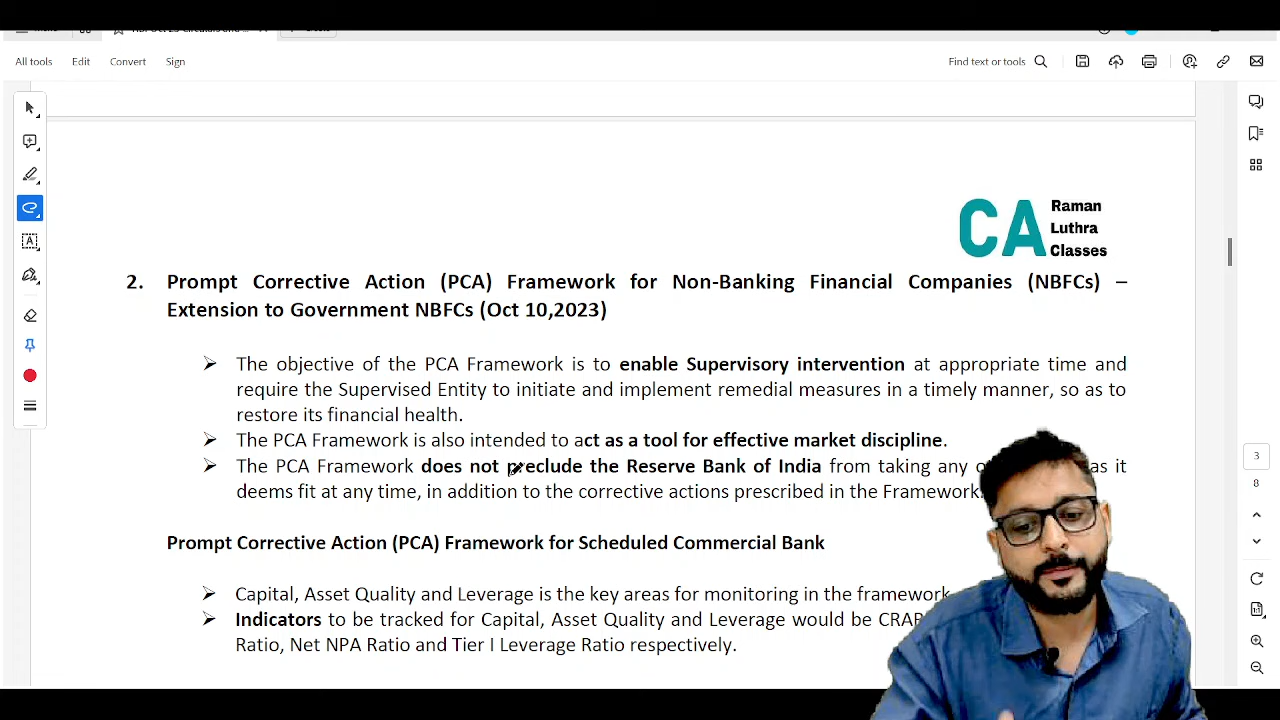 All tools Edit Convert Sign Find text or tools
CA Raman
Luthra
Classes
2. Prompt Corrective Action (PCA) Framework for Non-Banking Financial Companies (NBFCs) –
Extension to Government NBFCs (Oct 10,2023)
➢ The objective of the PCA Framework is to enable Supervisory intervention at appropriate time and
require the Supervised Entity to initiate and implement remedial measures in a timely manner, so as to
restore its financial health.
➢ The PCA Framework is also intended to act as a tool for effective market discipline.
➢ The PCA Framework does not preclude the Reserve Bank of India from taking any as it
deems fit at any time, in addition to the corrective actions prescribed in the Framework.
Prompt Corrective Action (PCA) Framework for Scheduled Commercial Bank
➢ Capital, Asset Quality and Leverage is the key areas for monitoring in the framework
➢ Indicators to be tracked for Capital, Asset Quality and Leverage would be
Ratio, Net NPA Ratio and Tier I Leverage Ratio respectively.
3
8